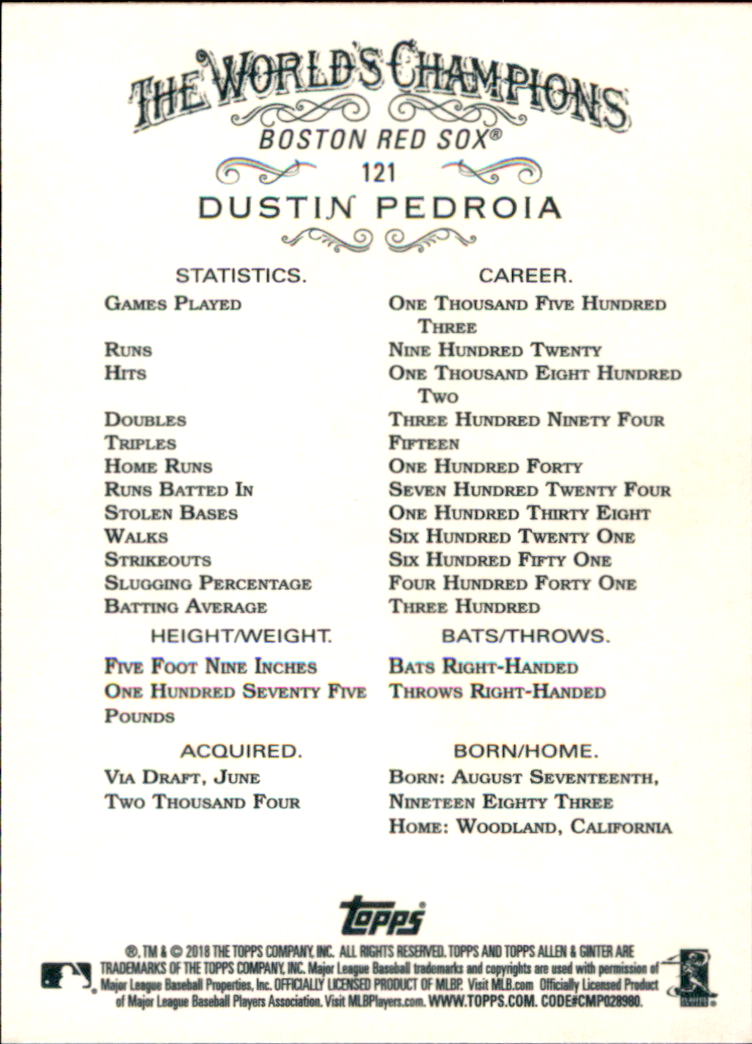 THE WORLD'S CHAMPIONS
BOSTON RED SOX®
121
DUSTIN PEDROIA
STATISTICS. CAREER.
GAMES PLAYED ONE THOUSAND FIVE HUNDRED
THREE
RUNS NINE HUNDRED TWENTY
HITS ONE THOUSAND EIGHT HUNDRED
TWO
DOUBLES THREE HUNDRED NINETY FOUR
TRIPLES FIFTEEN
HOME RUNS ONE HUNDRED FORTY
RUNS BATTED IN SEVEN HUNDRED TWENTY FOUR
STOLEN BASES ONE HUNDRED THIRTY EIGHT
WALKS SIX HUNDRED TWENTY ONE
STRIKEOUTS SIX HUNDRED FIFTY ONE
SLUGGING PERCENTAGE FOUR HUNDRED FORTY ONE
BATTING AVERAGE THREE HUNDRED
HEIGHT/WEIGHT. BATS/THROWS.
FIVE FOOT NINE INCHES BATS RIGHT-HANDED
ONE HUNDRED SEVENTY FIVE THROWS RIGHT-HANDED
POUNDS
ACQUIRED. BORN/HOME.
VIA DRAFT, JUNE BORN: AUGUST SEVENTEENTH,
TWO THOUSAND FOUR NINETEEN EIGHTY THREE
HOME: WOODLAND, CALIFORNIA
topps®
®, TM & © 2018 THE TOPPS COMPANY, INC. ALL RIGHTS RESERVED. TOPPS AND TOPPS ALLEN & GINTER ARE
TRADEMARKS OF THE TOPPS COMPANY, INC. Major League Baseball trademarks and copyrights are used with permission of
Major League Baseball Properties, Inc. OFFICIALLY LICENSED PRODUCT OF MLBP. Visit MLB.com Officially Licensed Product
of Major League Baseball Players Association. Visit MLBPlayers.com. WWW.TOPPS.COM. CODE#CMP028980.